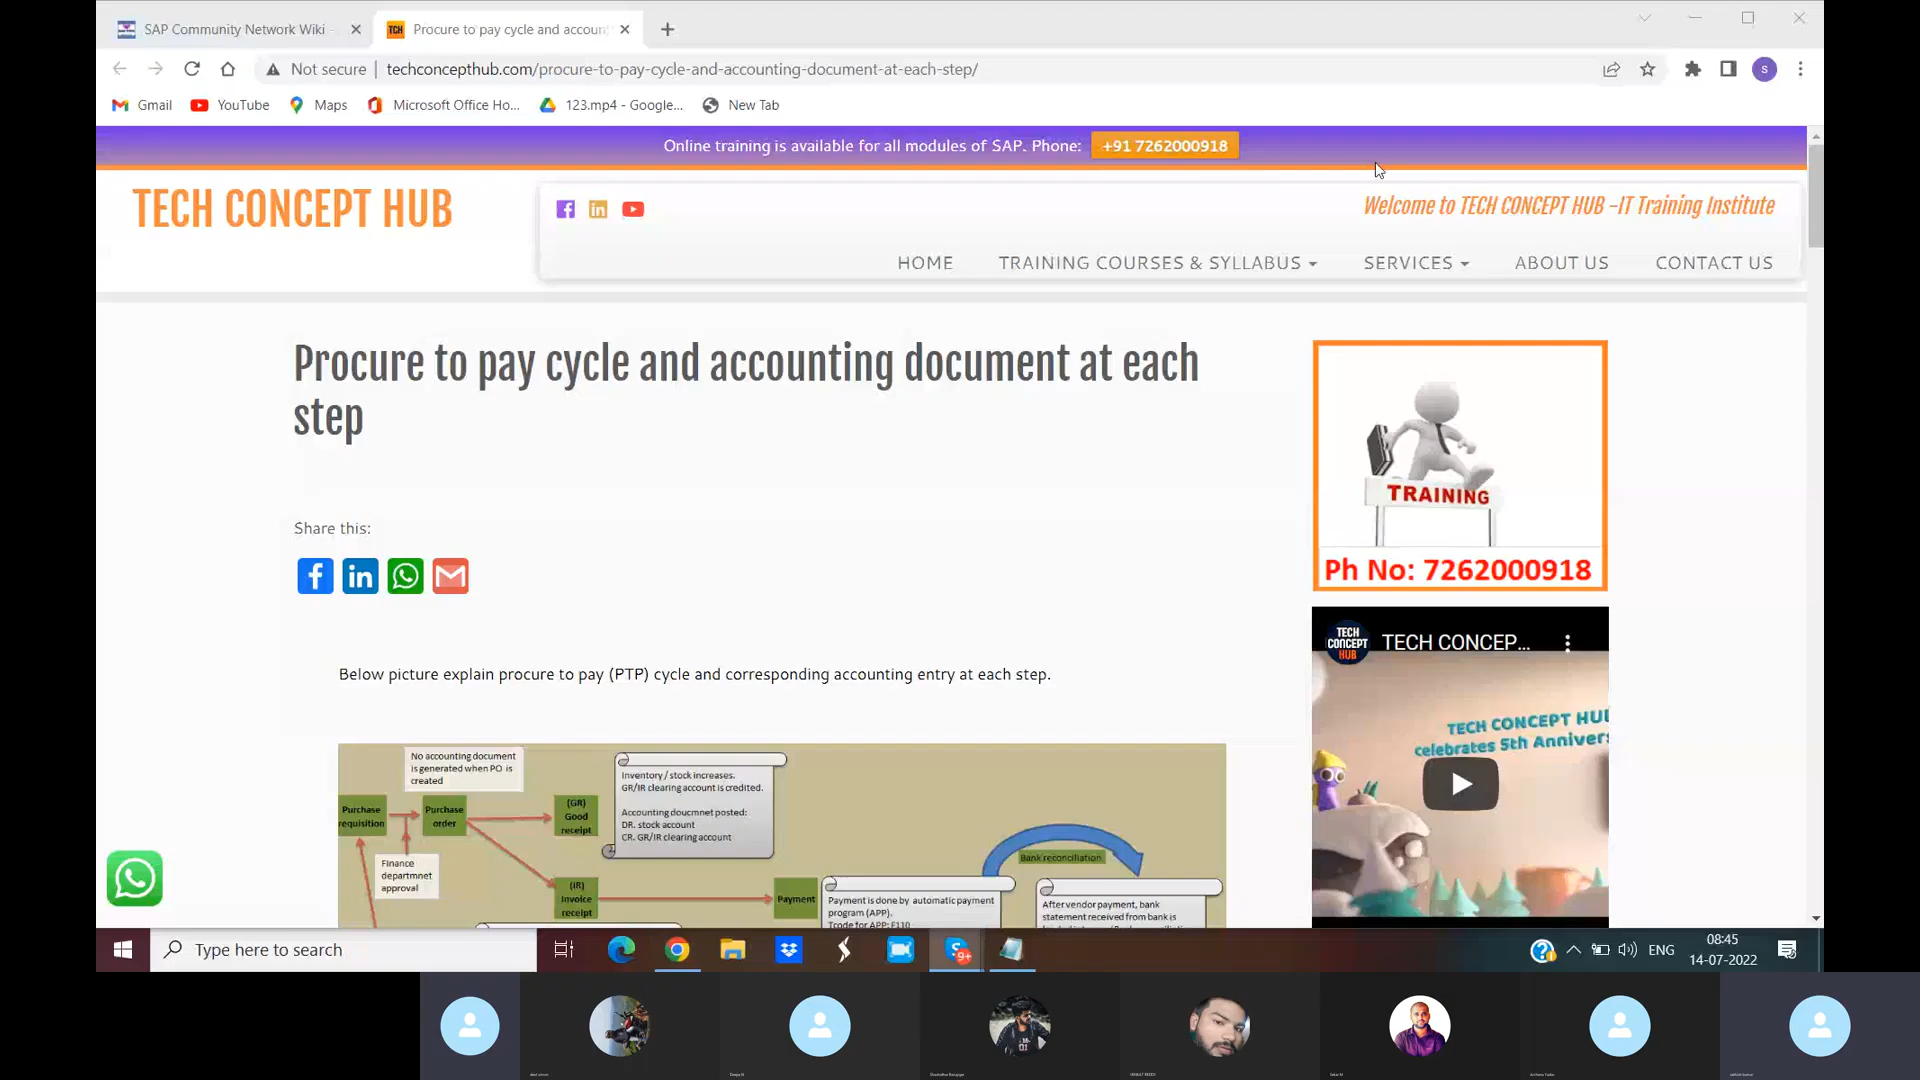 SAP Community Network Wiki -
Procure to pay cycle and accoun
Not secure
techconcepthub.com/procure-to-pay-cycle-and-accounting-document-at-each-step/
S
Gmail
YouTube
Maps
Microsoft Office Ho...
123.mp4 - Google...
New Tab
Online training is available for all modules of SAP. Phone: +91 7262000918
TECH CONCEPT HUB
Welcome to TECH CONCEPT HUB -IT Training Institute
HOME
TRAINING COURSES & SYLLABUS
SERVICES
ABOUT US
CONTACT US
Procure to pay cycle and accounting document at each
step
TRAINING
Ph No: 7262000918
Share this:
TECH
CONCEPT
HUB
TECH CONCEP...
TECH CONCEPT HU
celebrates 5th Anniver
Below picture explain procure to pay (PTP) cycle and corresponding accounting entry at each step.
No accounting document
is generated when PO is
created
Inventory / stock increases.
GR/IR clearing account is credited.
Accounting doucmnet posted:
DR. stock account
CR. GR/IR clearing account
Purchase
requisition
Purchase
order
(GR)
Good
receipt
Finance
departmnet
approval
(IR)
Invoice
receipt
Payment
Bank reconciliation
Payment is done by automatic payment
program (APP).
Tcode for APP: F110
After vendor payment, bank
statement received from bank is
Type here to search
9+
ENG
08:45
14-07-2022